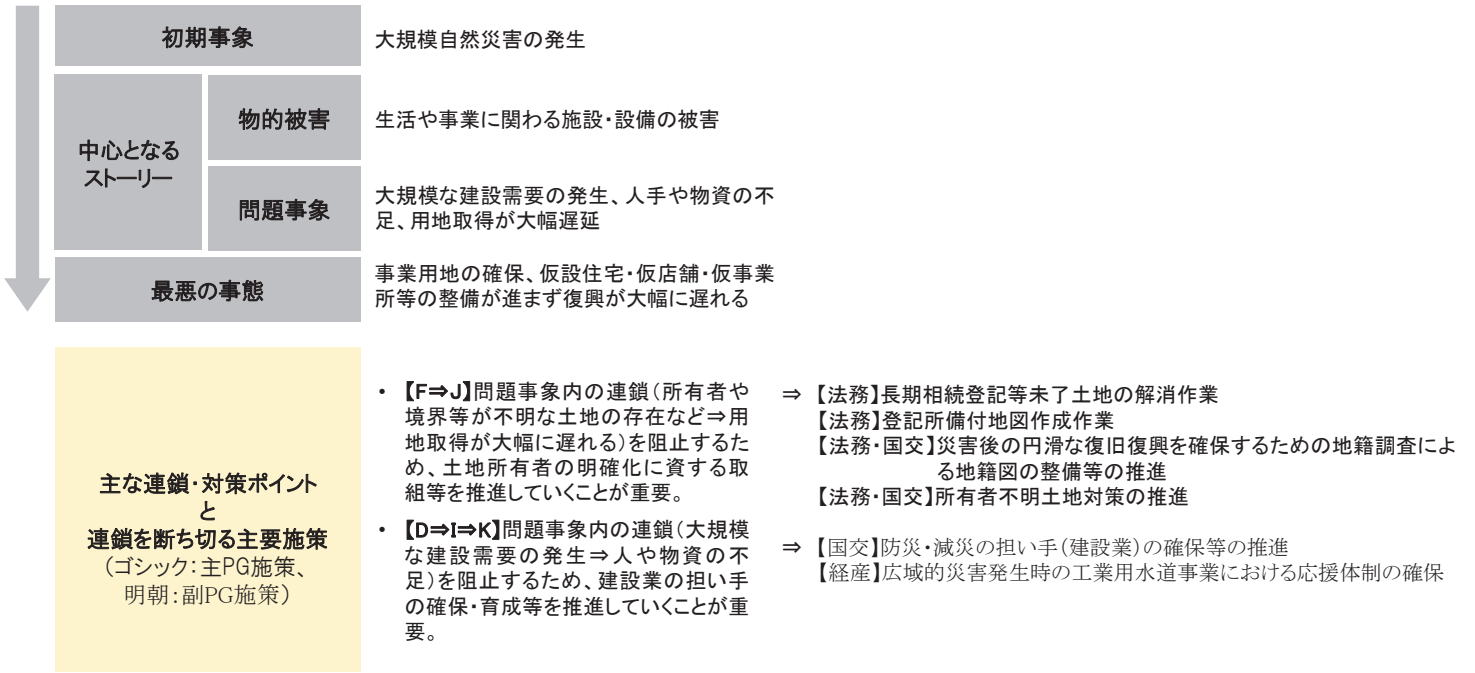 初期事象
大規模自然災害の発生
中心となる
ストーリー
物的被害
生活や事業に関わる施設・設備の被害
問題事象
大規模な建設需要の発生、人手や物資の不
足、用地取得が大幅遅延
最悪の事態
事業用地の確保、仮設住宅・仮店舗・仮事業
所等の整備が進まず復興が大幅に遅れる
主な連鎖・対策ポイント
と
連鎖を断ち切る主要施策
（ゴシック：主PG施策、
明朝：副PG施策）
・ 【F⇒J】問題事象内の連鎖（所有者や
境界等が不明な土地の存在など⇒用
地取得が大幅に遅れる）を阻止するた
め、土地所有者の明確化に資する取
組等を推進していくことが重要。
⇒ 【法務】長期相続登記等未了土地の解消作業
【法務】登記所備付地図作成作業
【法務・国交】災害後の円滑な復旧復興を確保するための地籍調査によ
る地籍図の整備等の推進
【法務・国交】所有者不明土地対策の推進
・ 【D⇒I⇒K】問題事象内の連鎖（大規模
な建設需要の発生⇒人や物資の不
足）を阻止するため、建設業の担い手
の確保・育成等を推進していくことが重
要。
⇒ 【国交】防災・減災の担い手（建設業）の確保等の推進
【経産】広域的災害発生時の工業用水道事業における応援体制の確保